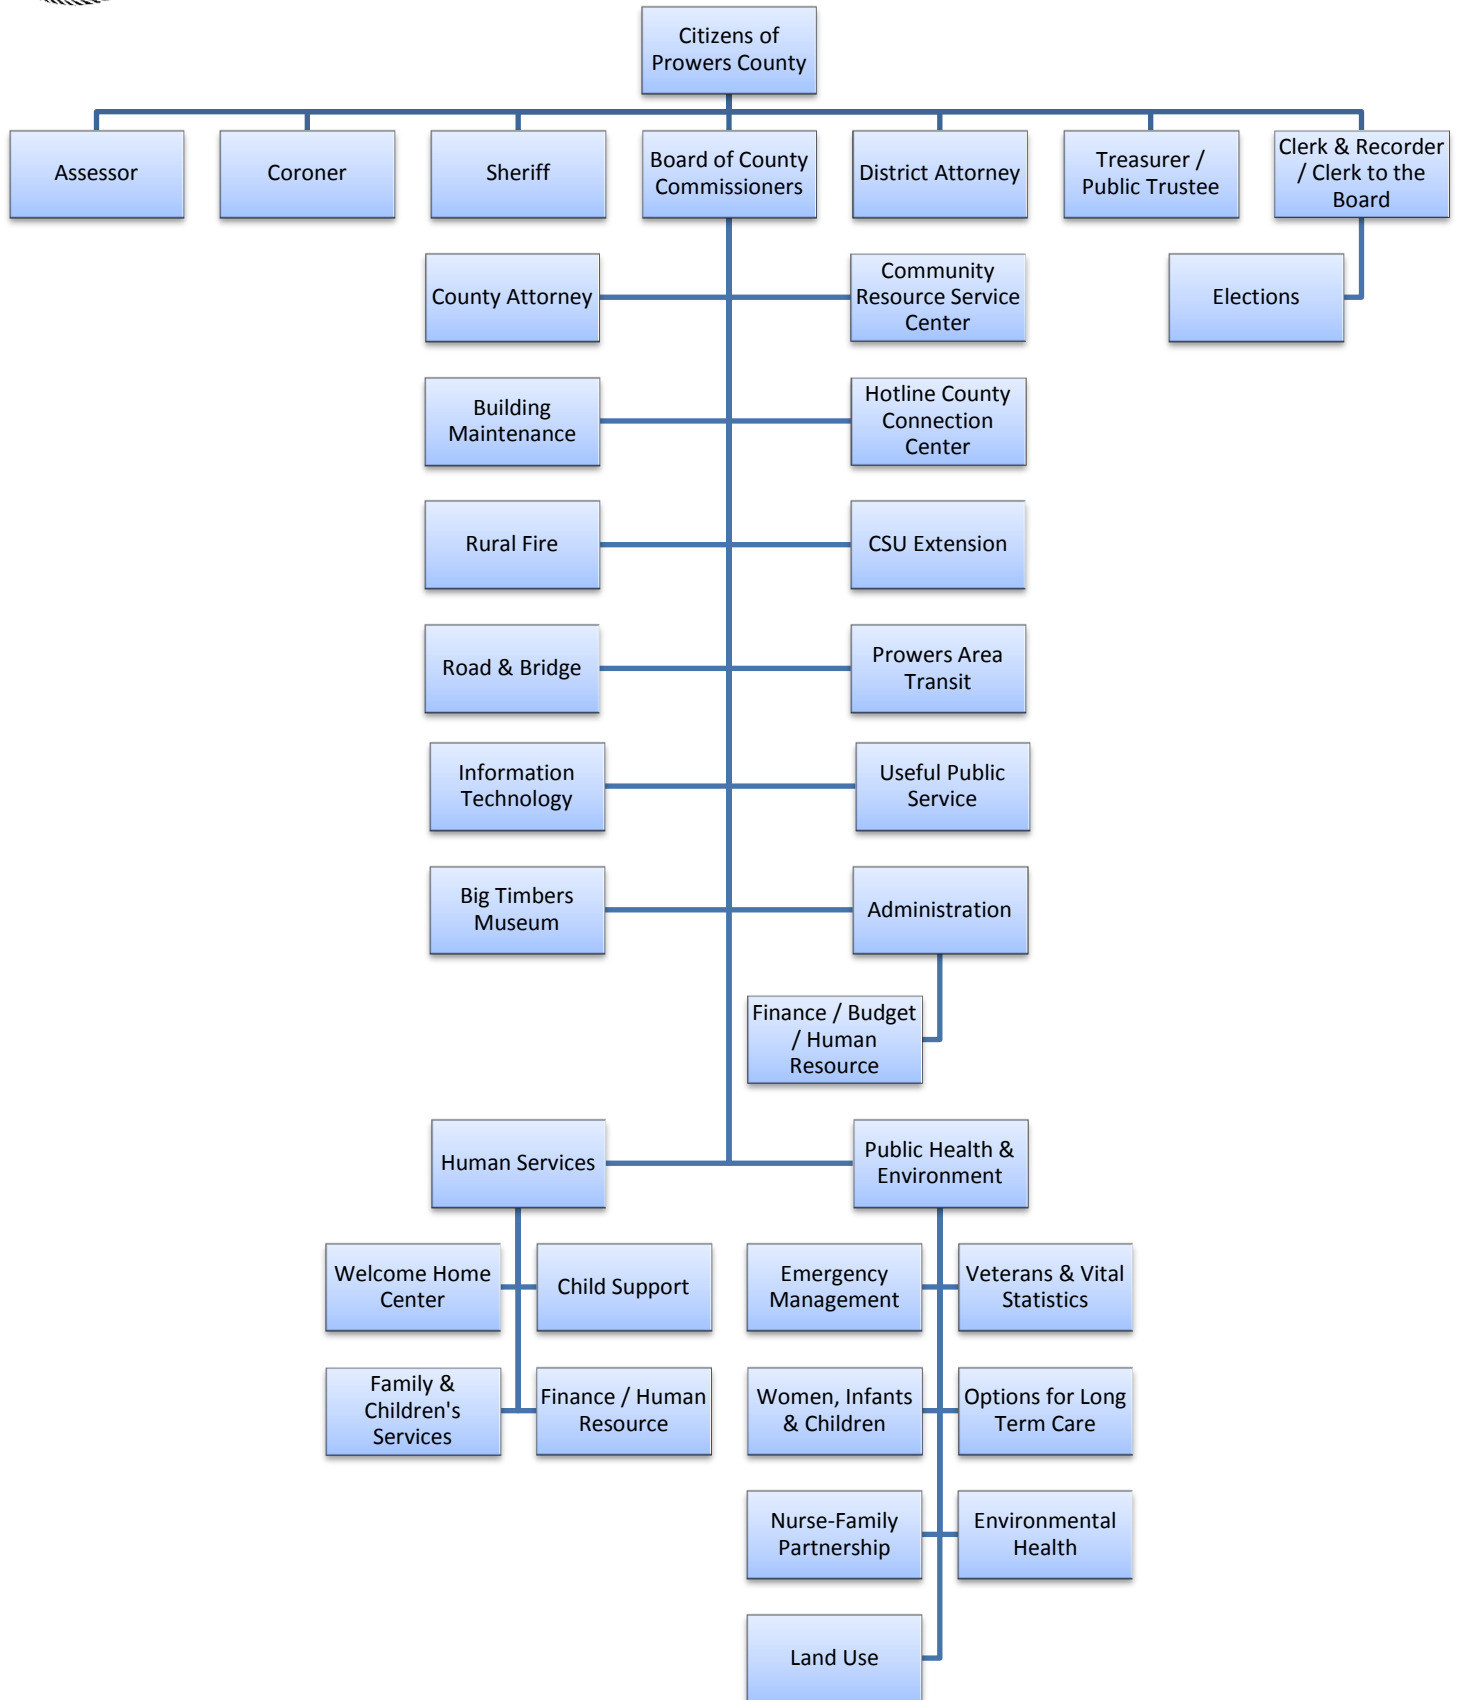 Citizens of
Prowers County
Assessor
Coroner
Sheriff
Board of County
Commissioners
District Attorney
Treasurer /
Public Trustee
Clerk & Recorder
/ Clerk to the
Board
County Attorney
Community
Resource Service
Center
Elections
Building
Maintenance
Hotline County
Connection
Center
Rural Fire
CSU Extension
Road & Bridge
Prowers Area
Transit
Information
Technology
Useful Public
Service
Big Timbers
Museum
Administration
Finance / Budget
/ Human
Resource
Human Services
Public Health &
Environment
Welcome Home
Center
Child Support
Emergency
Management
Veterans & Vital
Statistics
Family &
Children's
Services
Finance / Human
Resource
Women, Infants
& Children
Options for Long
Term Care
Nurse-Family
Partnership
Environmental
Health
Land Use